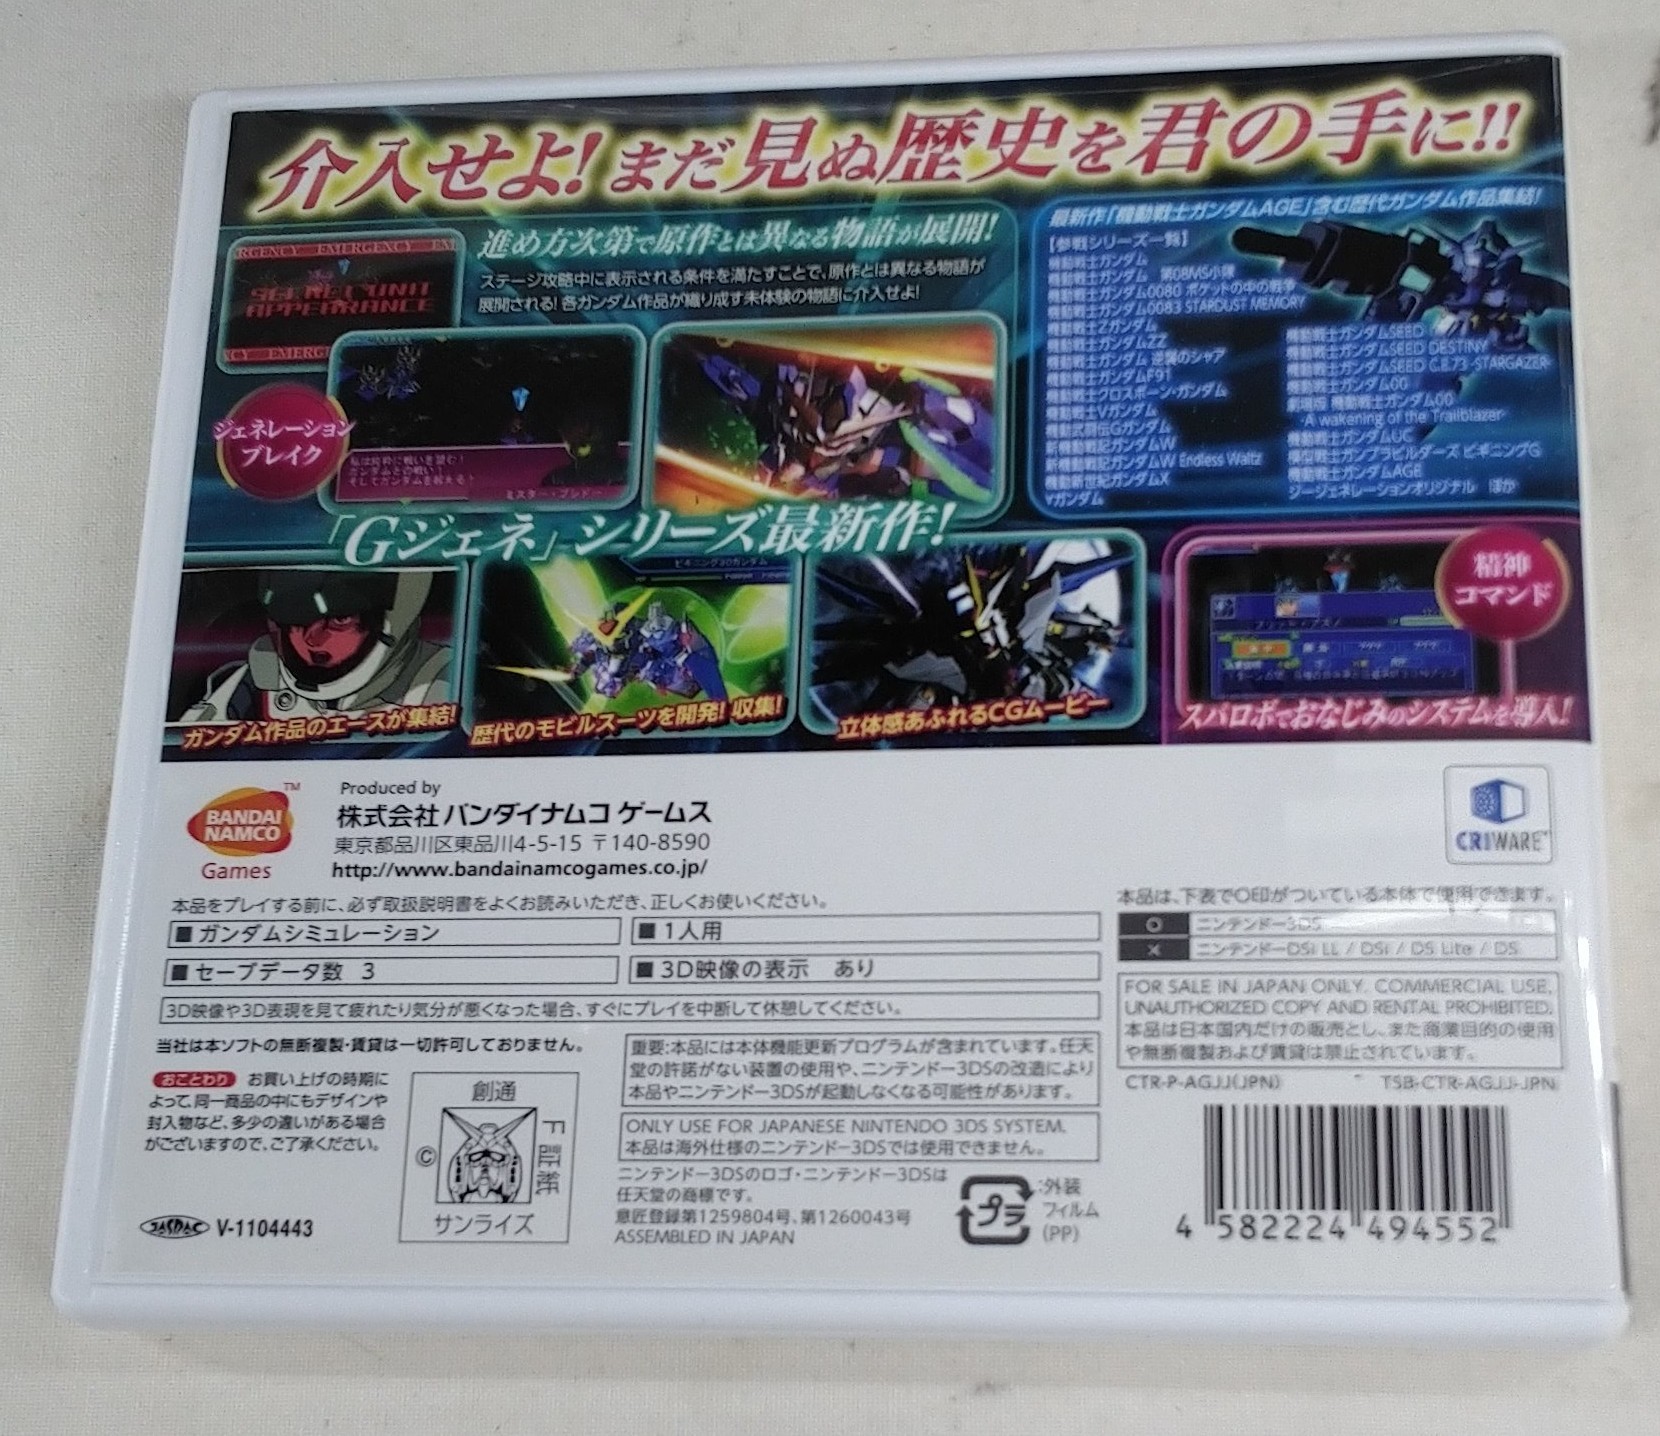 介入せよ!まだ見ぬ歴史を君の手に!!
RGENCY EMERGENCY EM
SECRET UNIT
APPEARANCE
CY EMERG
進め方次第で原作とは異なる物語が展開!
ステージ攻略中に表示される条件を満たすことで、原作とは異なる物語が
展開される!各ガンダム作品が織り成す未体験の物語に介入せよ!
ジェネレーション
ブレイク
ガンダムとの戦い!
そしてガンダムを超える!
ミスター・ブシドー
最新作「機動戦士ガンダムAGE」含む歴代ガンダム作品集結!
【参戦シリーズ一覧】
機動戦士ガンダム
機動戦士ガンダム 第08MS小隊
機動戦士ガンダム0080 ポケットの中の戦争
機動戦士ガンダム0083 STARDUST MEMORY
機動戦士Zガンダム
機動戦士ガンダムZZ
機動戦士ガンダム 逆襲のシャア
機動戦士ガンダムF91
機動戦士クロスボーン・ガンダム
機動戦士Vガンダム
機動武闘伝Gガンダム
新機動戦記ガンダムW
新機動戦記ガンダムW Endless Waltz
機動新世紀ガンダムX
∀ガンダム
機動戦士ガンダムSEED
機動戦士ガンダムSEED DESTINY
機動戦士ガンダムSEED C.E.73 -STARGAZER-
機動戦士ガンダム00
劇場版 機動戦士ガンダム00
-A wakening of the Trailblazer-
機動戦士ガンダムUC
模型戦士ガンプラビルダーズ ビギニングG
機動戦士ガンダムAGE
ジージェネレーションオリジナル ほか
「Gジェネ」シリーズ最新作!
ビギニング30ガンダム
ガンダム作品のエースが集結!
歴代のモビルスーツを開発!収集!
立体感あふれるCGムービー
精神
コマンド
スパロボでおなじみのシステムを導入!
BANDAI
NAMCO
TM
Games
Produced by
株式会社 バンダイナムコ ゲームス
東京都品川区東品川4-5-15 〒140-8590
http://www.bandainamcogames.co.jp/
CRIWARE
本品をプレイする前に、必ず取扱説明書をよくお読みいただき、正しくお使いください。
■ ガンダムシミュレーション
■ 1人用
■ セーブデータ数 3
■ 3D映像の表示 あり
3D映像や3D表現を見て疲れたり気分が悪くなった場合、すぐにプレイを中断して休憩してください。
当社は本ソフトの無断複製・賃貸は一切許可しておりません。
おことわり お買い上げの時期に
よって、同一商品の中にもデザインや
封入物など、多少の違いがある場合
がございますので、ご了承ください。
JASRAC V-1104443
創通
©
F証紙
サンライズ
重要:本品には本体機能更新プログラムが含まれています。任天
堂の許諾がない装置の使用や、ニンテンドー3DSの改造により
本品やニンテンドー3DSが起動しなくなる可能性があります。
ONLY USE FOR JAPANESE NINTENDO 3DS SYSTEM.
本品は海外仕様のニンテンドー3DSでは使用できません。
ニンテンドー3DSのロゴ・ニンテンドー3DSは
任天堂の商標です。
意匠登録第1259804号、第1260043号
ASSEMBLED IN JAPAN
プラ
:外装
フィルム
(PP)
本品は、下表で○印がついている本体で使用できます。
○ ニンテンドー3DS
× ニンテンドーDSi LL / DSi / DS Lite / DS
FOR SALE IN JAPAN ONLY. COMMERCIAL USE,
UNAUTHORIZED COPY AND RENTAL PROHIBITED.
本品は日本国内だけの販売とし、また商業目的の使用
や無断複製および賃貸は禁止されています。
CTR-P-AGJJ(JPN)
TSB-CTR-AGJJ-JPN
4 582224 494552